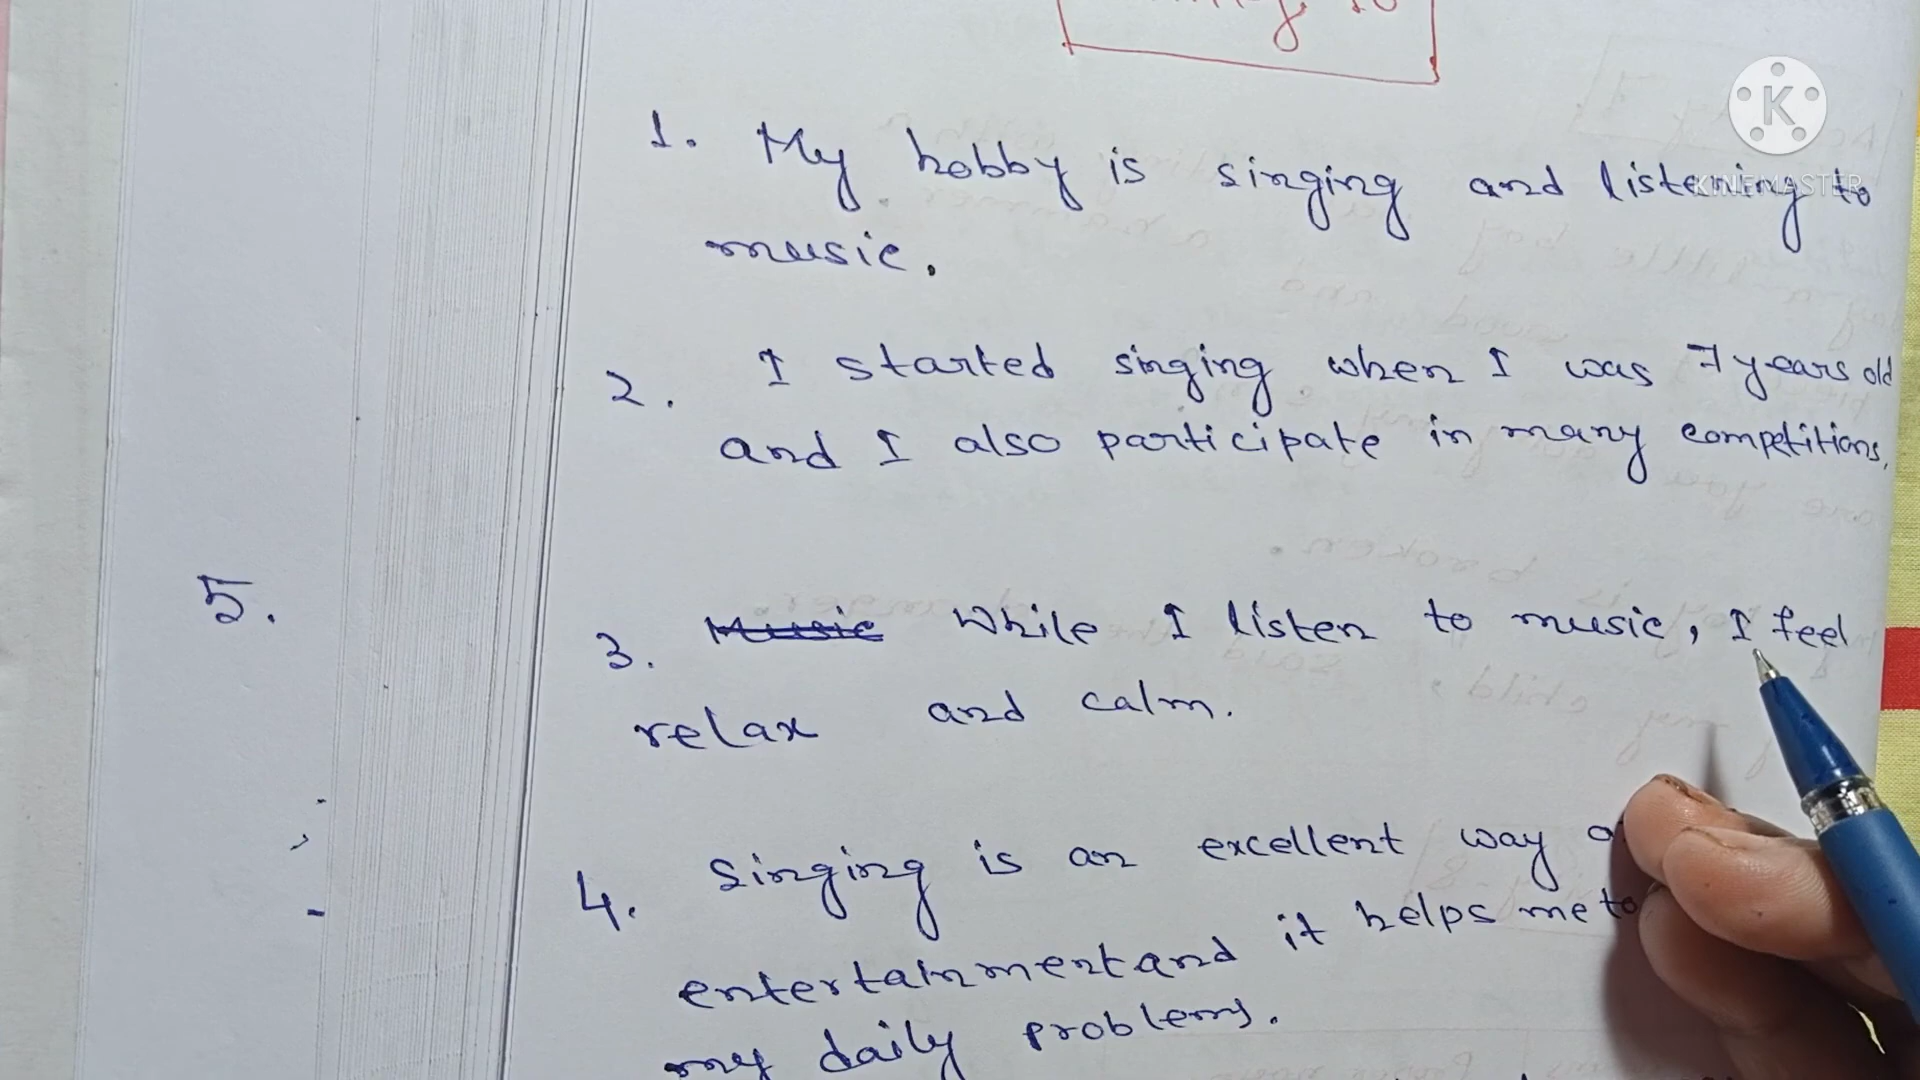 1. My hobby is singing and listening to
music.
2. I started singing when I was 7 years old
and I also participate in many competitions.
5.
3. Music While I listen to music, I feel
relax and calm.
4. Singing is an excellent way
entertainment and it helps me to
my daily problems.
K
KINEMASTER